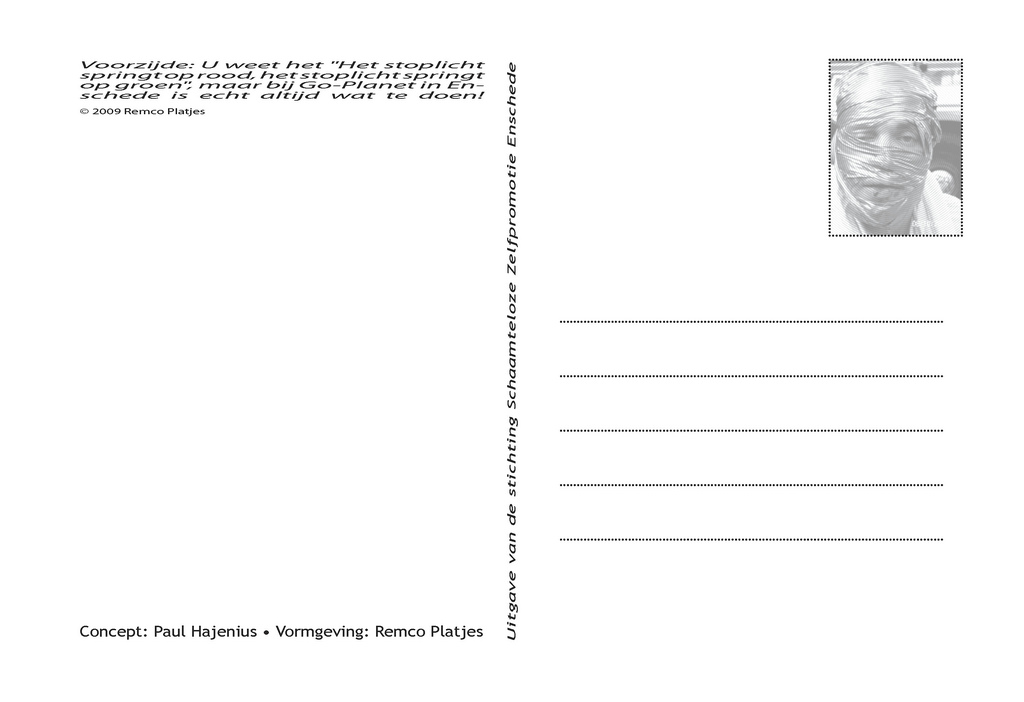 Voorzijde: U weet het "Het stoplicht
springt op rood, het stoplicht springt
op groen", maar bij Go-Planet in En-
schede is echt altijd wat te doen!
© 2009 Remco Platjes
Concept: Paul Hajenius • Vormgeving: Remco Platjes
Uitgave van de stichting Schaamteloze Zelfpromotie Enschede